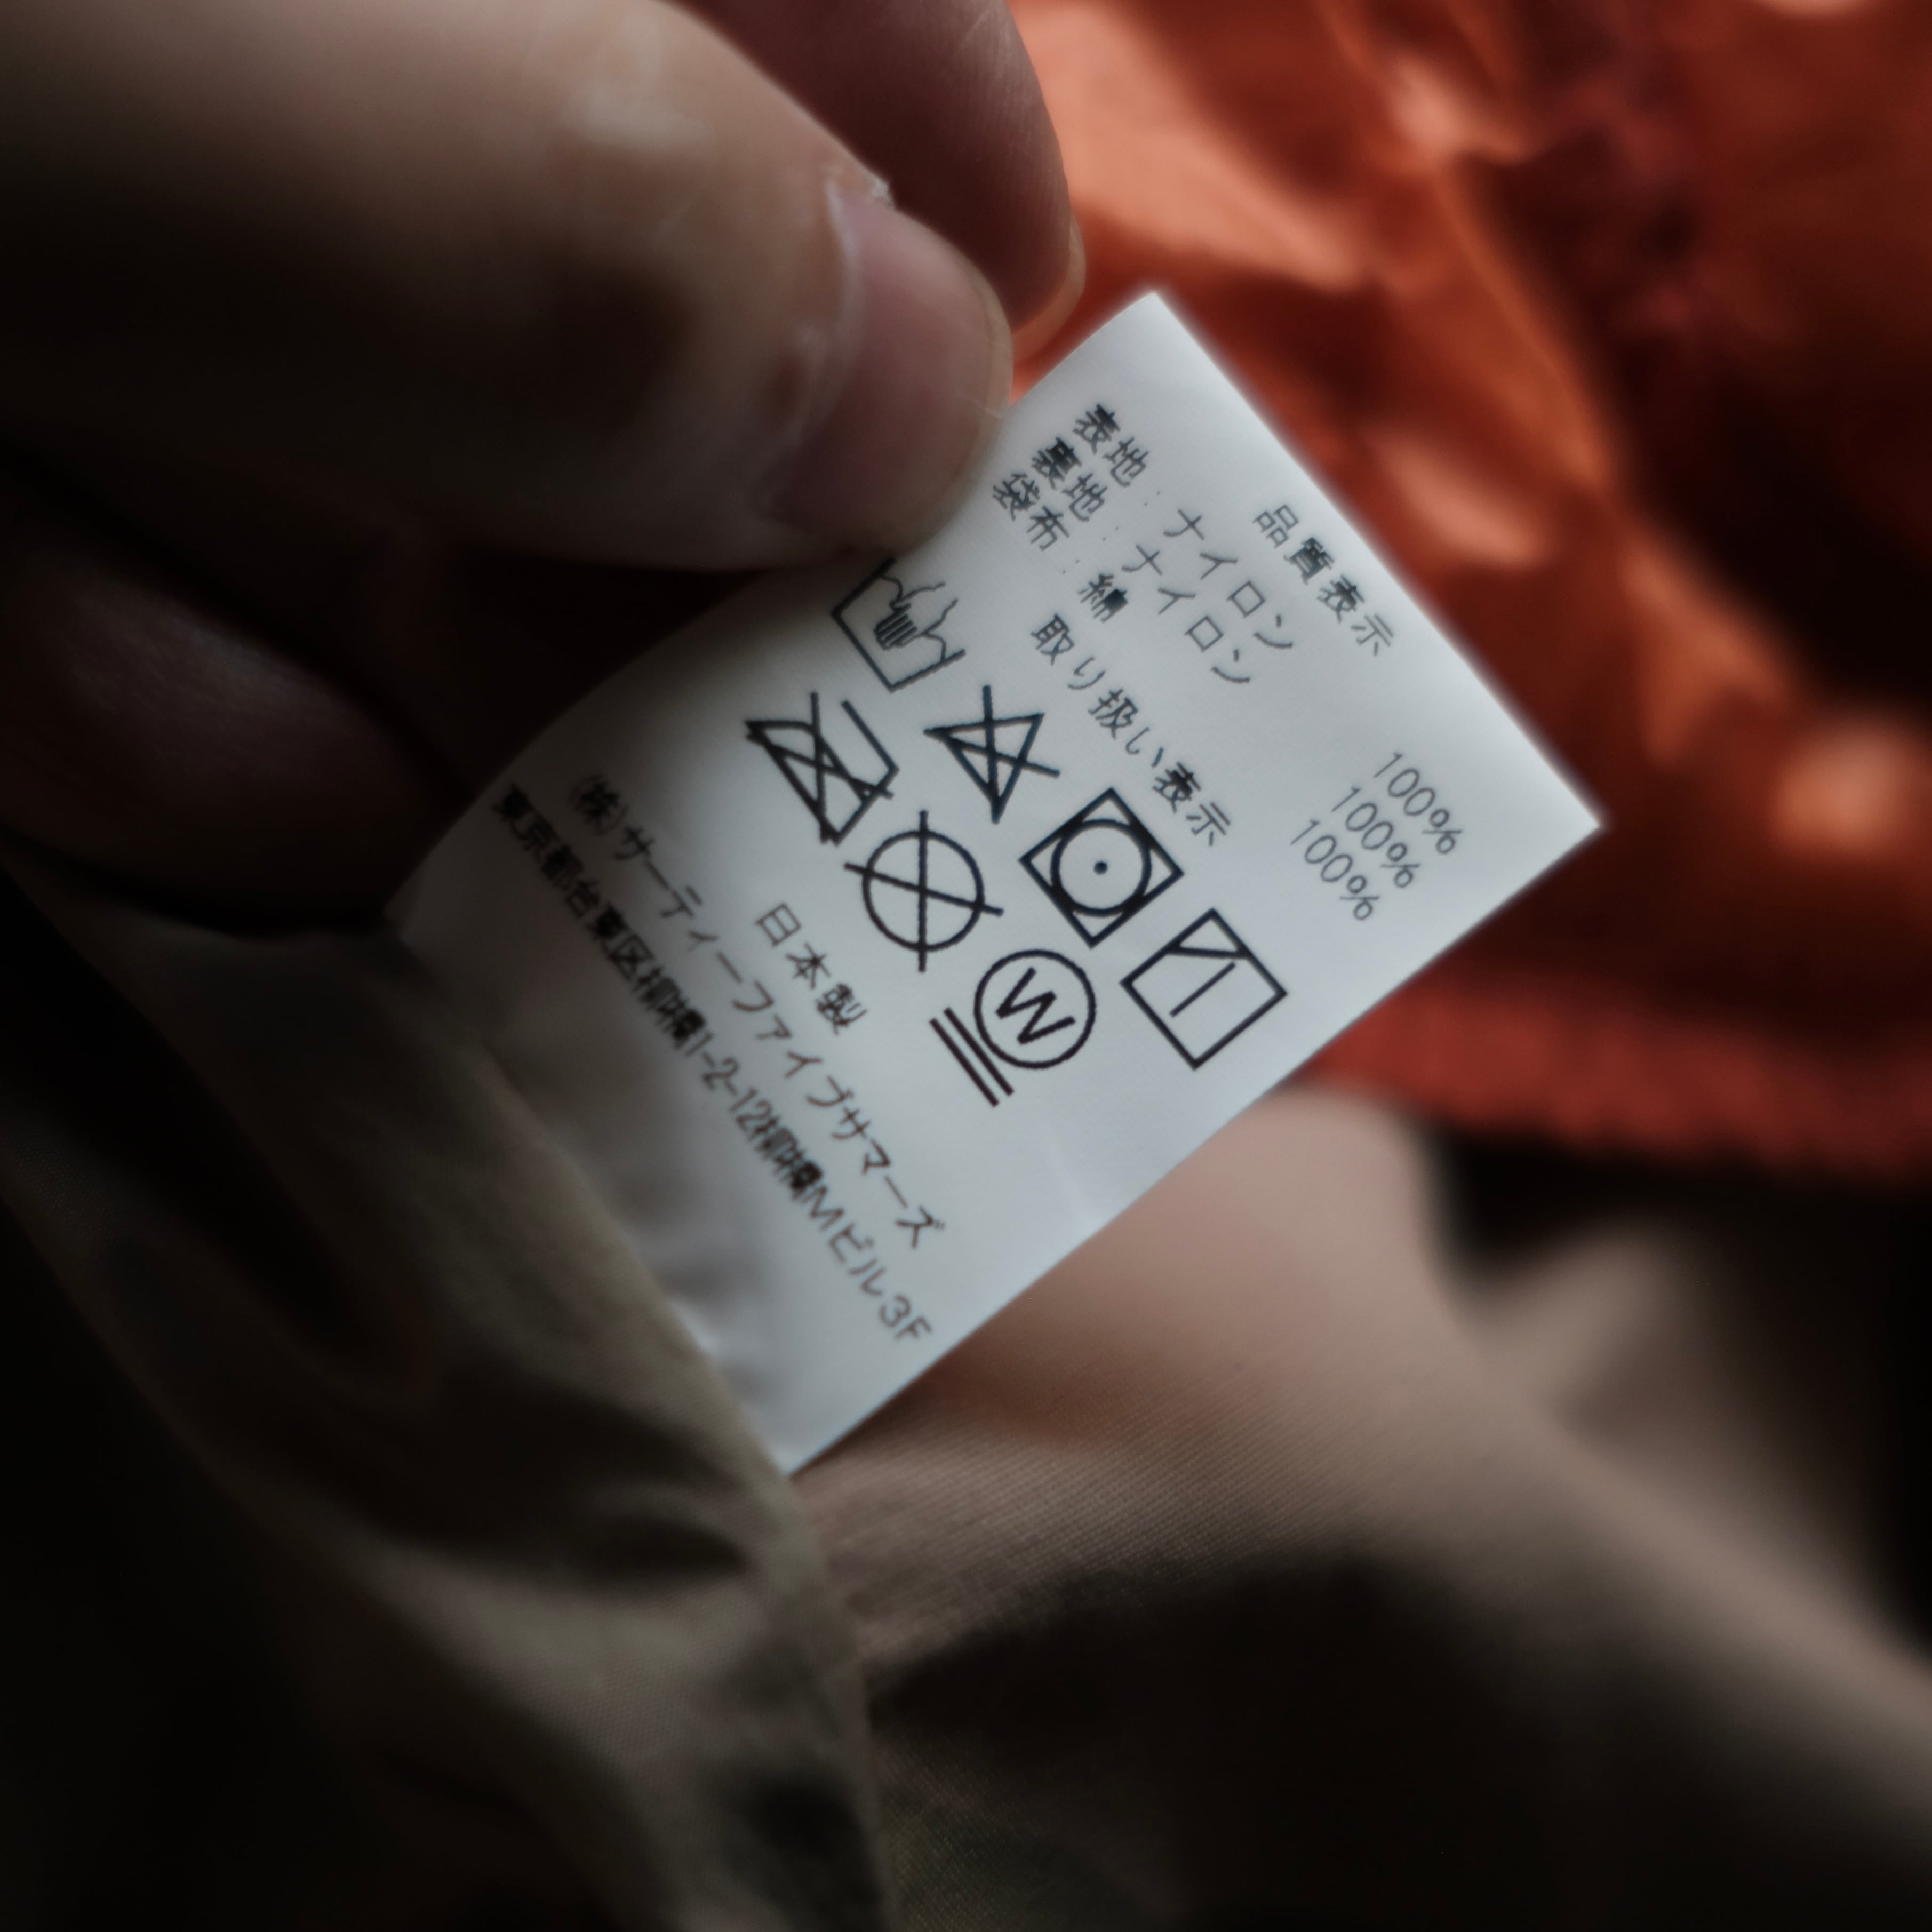 品質表示
表地:ナイロン 100%
裏地:ナイロン 100%
袋布:綿 100%
取り扱い表示
W
日本製
(株)サーティーファイブサマーズ
東京都台東区柳橋1-2-12柳橋Mビル3F